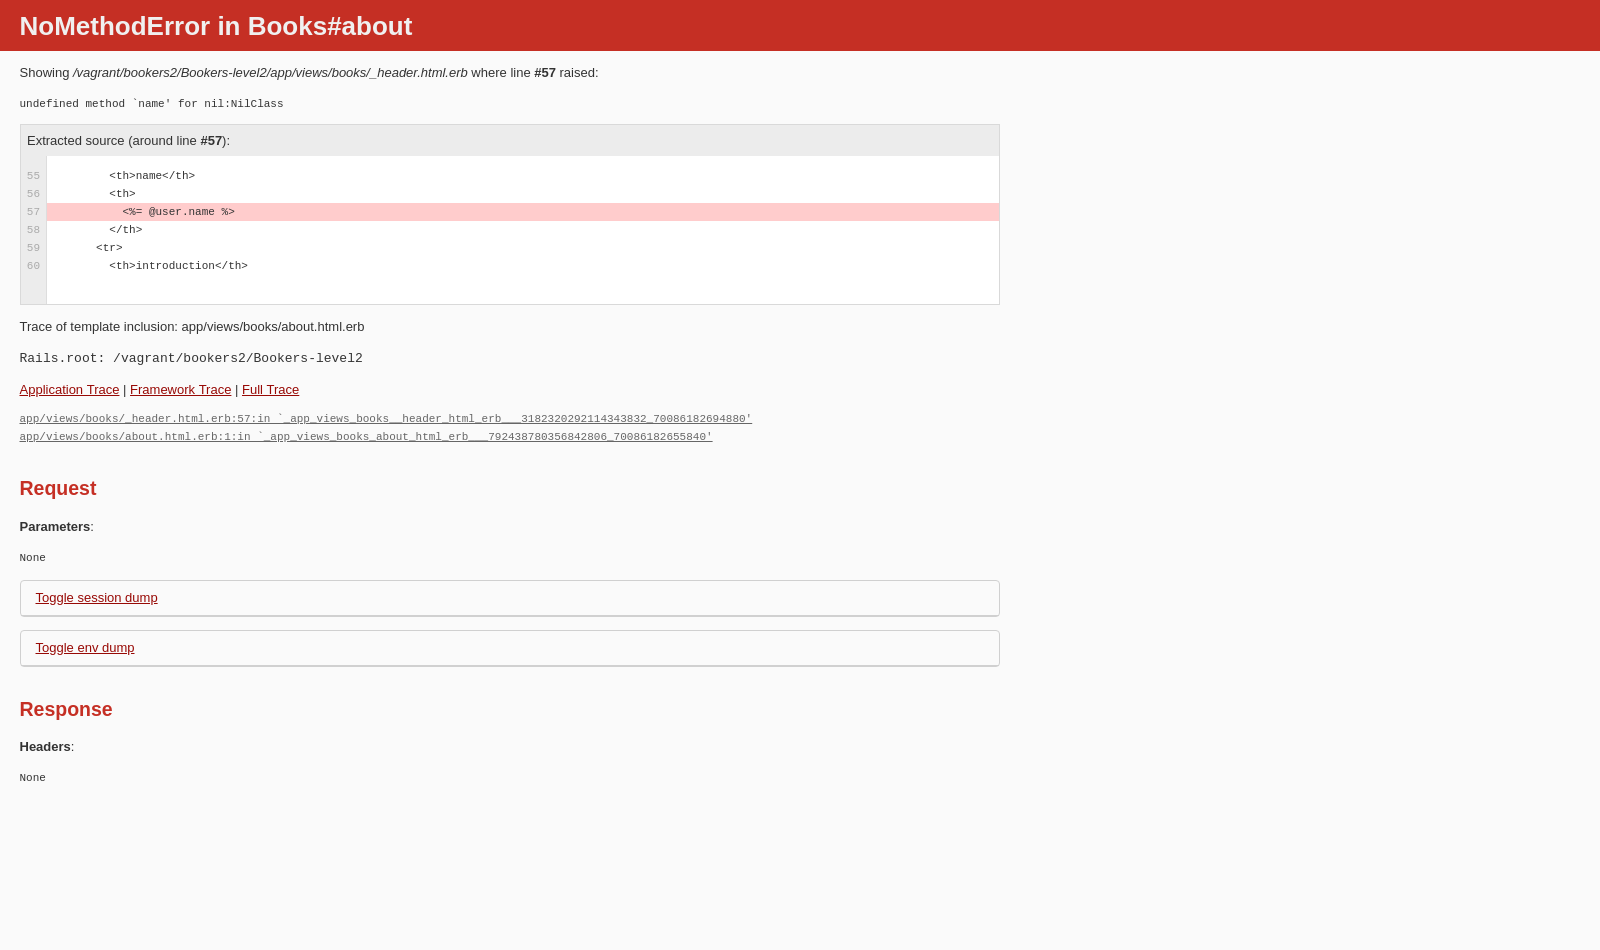 NoMethodError in Books#about
Showing /vagrant/bookers2/Bookers-level2/app/views/books/_header.html.erb where line #57 raised:
undefined method `name' for nil:NilClass
Extracted source (around line #57):
55 <th>name</th>
56 <th>
57 <%= @user.name %>
58 </th>
59 <tr>
60 <th>introduction</th>
Trace of template inclusion: app/views/books/about.html.erb
Rails.root: /vagrant/bookers2/Bookers-level2
Application Trace | Framework Trace | Full Trace
app/views/books/_header.html.erb:57:in `_app_views_books__header_html_erb___3182320292114343832_70086182694880'
app/views/books/about.html.erb:1:in `_app_views_books_about_html_erb___792438780356842806_70086182655840'
Request
Parameters:
None
Toggle session dump
Toggle env dump
Response
Headers:
None